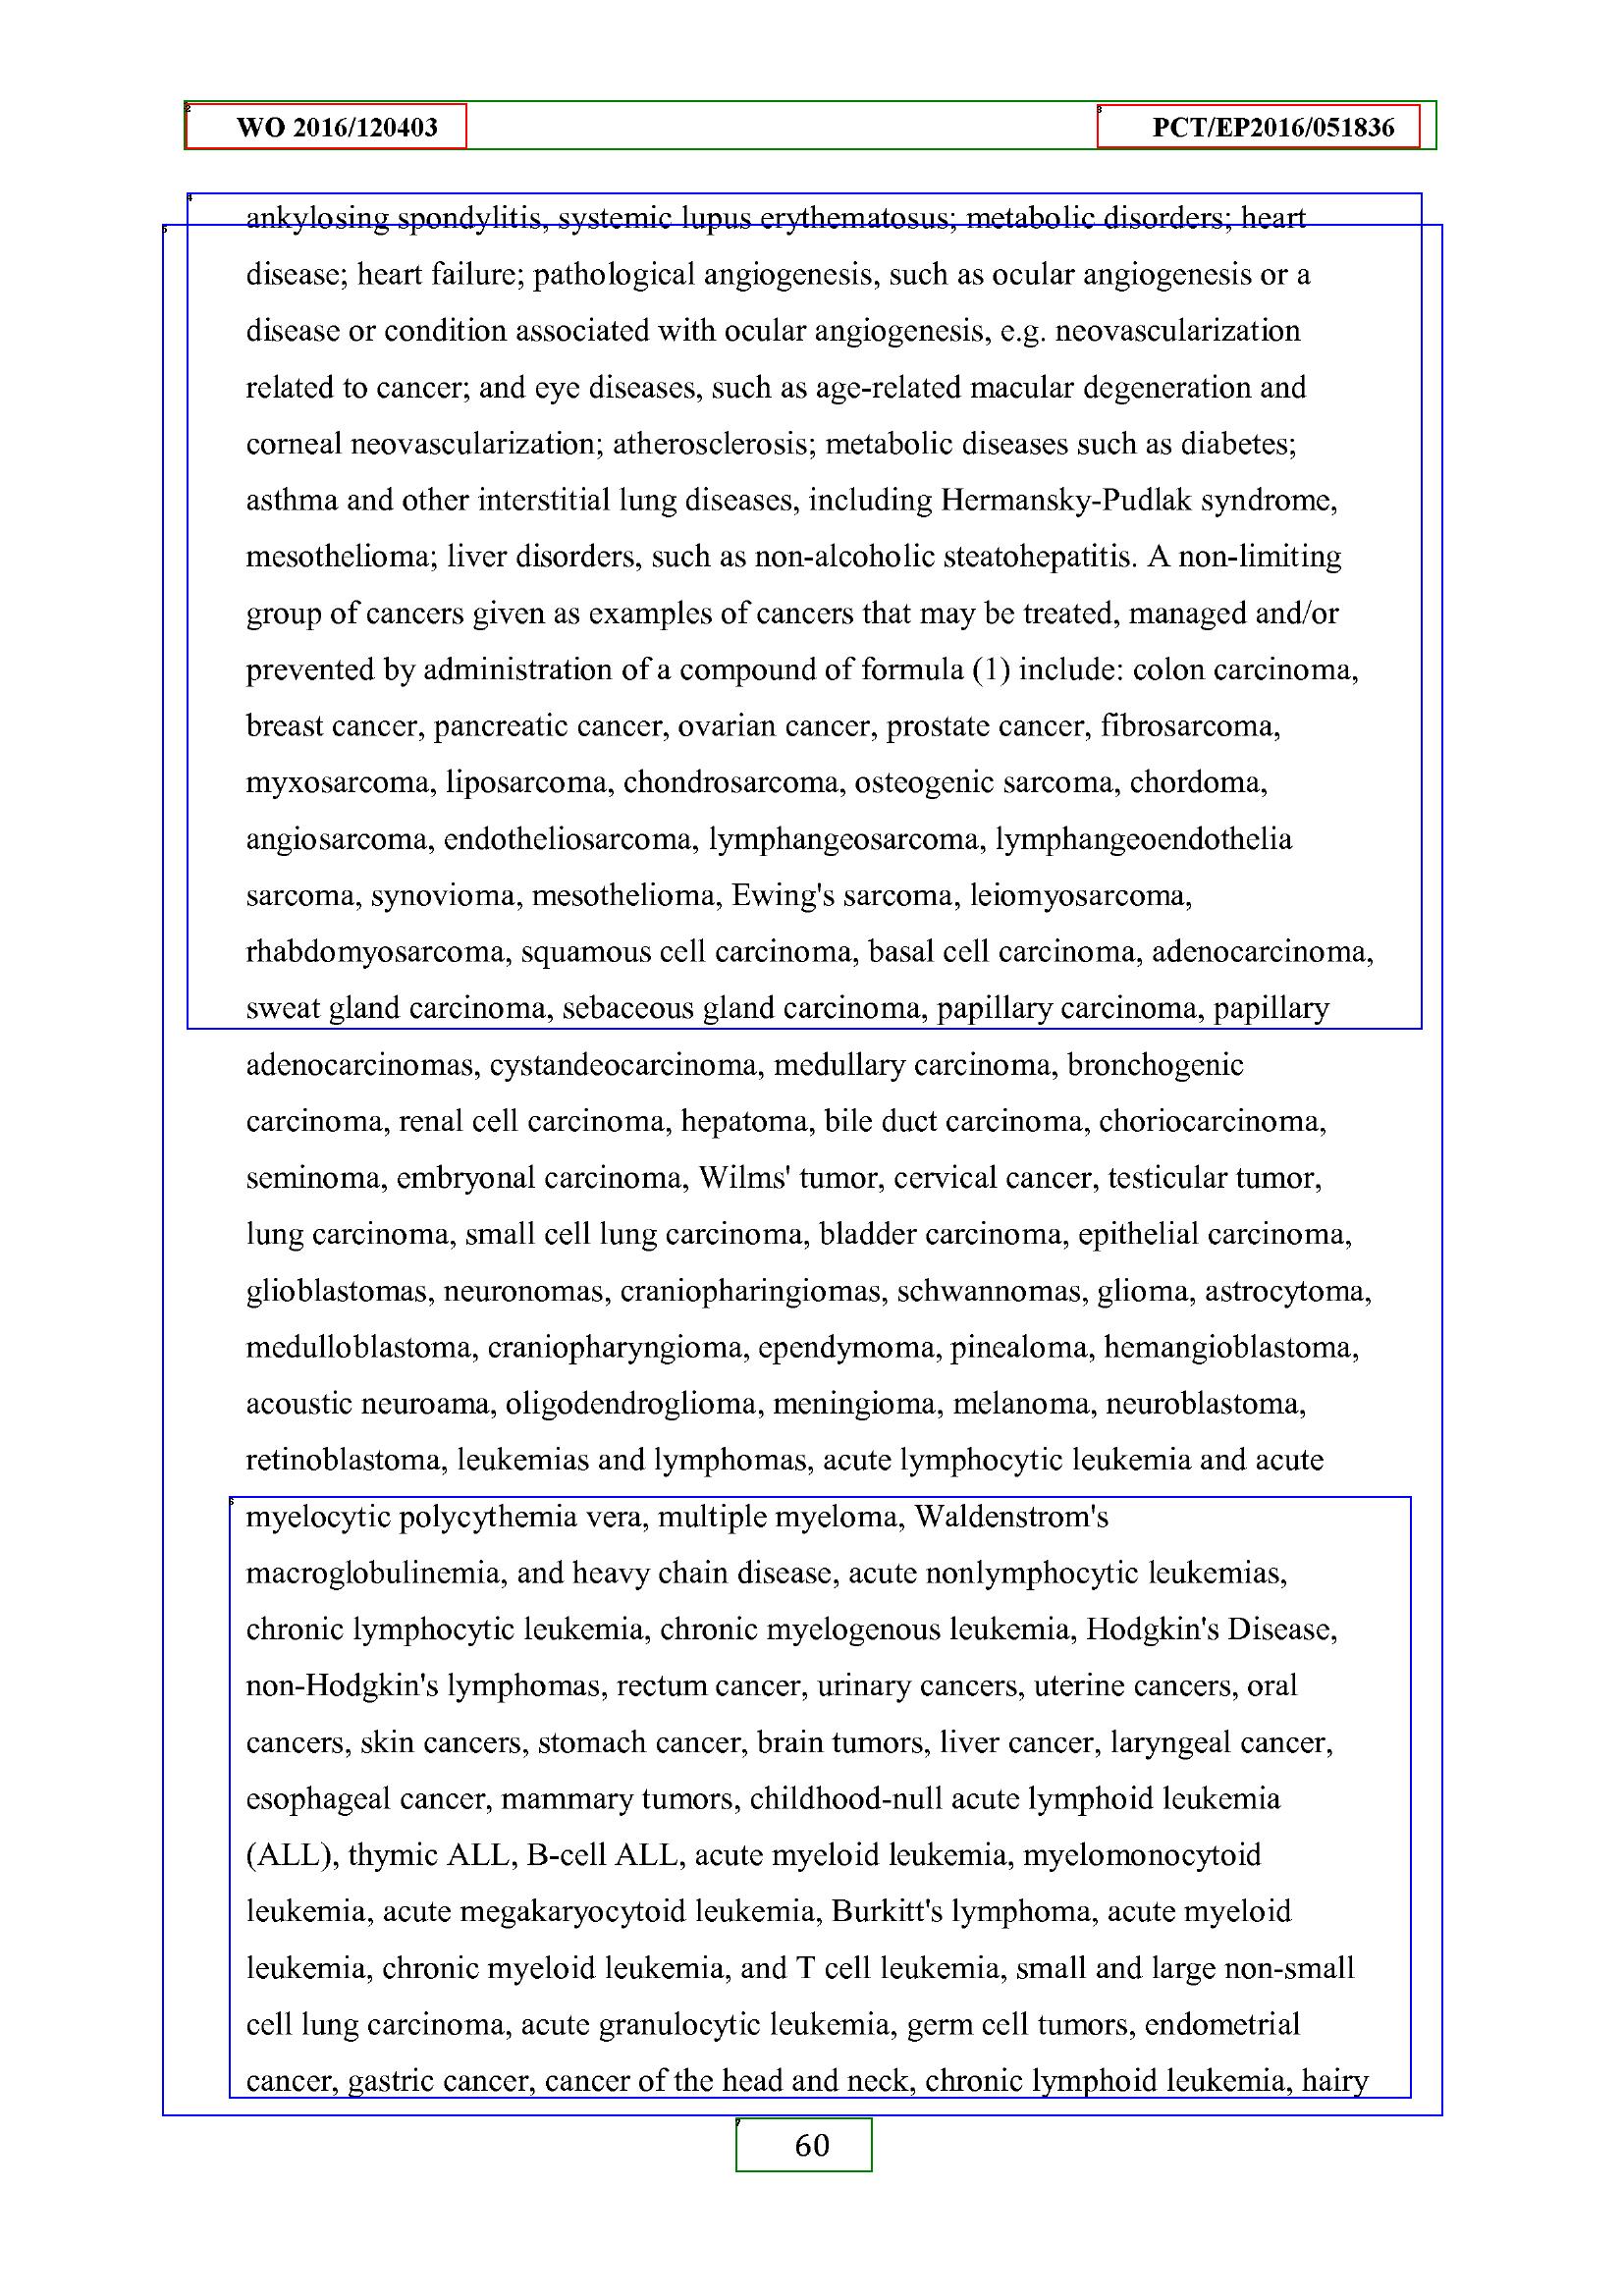 WO 2016/120403 PCT/EP2016/051836
ankylosing spondylitis, systemic lupus erythematosus; metabolic disorders; heart
disease; heart failure; pathological angiogenesis, such as ocular angiogenesis or a
disease or condition associated with ocular angiogenesis, e.g. neovascularization
related to cancer; and eye diseases, such as age-related macular degeneration and
corneal neovascularization; atherosclerosis; metabolic diseases such as diabetes;
asthma and other interstitial lung diseases, including Hermansky-Pudlak syndrome,
mesothelioma; liver disorders, such as non-alcoholic steatohepatitis. A non-limiting
group of cancers given as examples of cancers that may be treated, managed and/or
prevented by administration of a compound of formula (1) include: colon carcinoma,
breast cancer, pancreatic cancer, ovarian cancer, prostate cancer, fibrosarcoma,
myxosarcoma, liposarcoma, chondrosarcoma, osteogenic sarcoma, chordoma,
angiosarcoma, endotheliosarcoma, lymphangeosarcoma, lymphangeoendothelia
sarcoma, synovioma, mesothelioma, Ewing's sarcoma, leiomyosarcoma,
rhabdomyosarcoma, squamous cell carcinoma, basal cell carcinoma, adenocarcinoma,
sweat gland carcinoma, sebaceous gland carcinoma, papillary carcinoma, papillary
adenocarcinomas, cystandeocarcinoma, medullary carcinoma, bronchogenic
carcinoma, renal cell carcinoma, hepatoma, bile duct carcinoma, choriocarcinoma,
seminoma, embryonal carcinoma, Wilms' tumor, cervical cancer, testicular tumor,
lung carcinoma, small cell lung carcinoma, bladder carcinoma, epithelial carcinoma,
glioblastomas, neuronomas, craniopharingiomas, schwannomas, glioma, astrocytoma,
medulloblastoma, craniopharyngioma, ependymoma, pinealoma, hemangioblastoma,
acoustic neuroama, oligodendroglioma, meningioma, melanoma, neuroblastoma,
retinoblastoma, leukemias and lymphomas, acute lymphocytic leukemia and acute
myelocytic polycythemia vera, multiple myeloma, Waldenstrom's
macroglobulinemia, and heavy chain disease, acute nonlymphocytic leukemias,
chronic lymphocytic leukemia, chronic myelogenous leukemia, Hodgkin's Disease,
non-Hodgkin's lymphomas, rectum cancer, urinary cancers, uterine cancers, oral
cancers, skin cancers, stomach cancer, brain tumors, liver cancer, laryngeal cancer,
esophageal cancer, mammary tumors, childhood-null acute lymphoid leukemia
(ALL), thymic ALL, B-cell ALL, acute myeloid leukemia, myelomonocytoid
leukemia, acute megakaryocytoid leukemia, Burkitt's lymphoma, acute myeloid
leukemia, chronic myeloid leukemia, and T cell leukemia, small and large non-small
cell lung carcinoma, acute granulocytic leukemia, germ cell tumors, endometrial
cancer, gastric cancer, cancer of the head and neck, chronic lymphoid leukemia, hairy
60